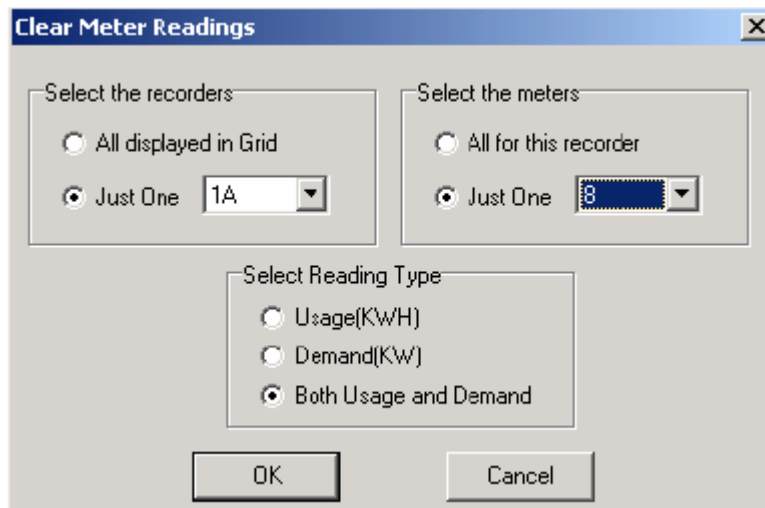 Clear Meter Readings
Select the recorders
All displayed in Grid
Just One 1A
Select the meters
All for this recorder
Just One 8
Select Reading Type
Usage(KWH)
Demand(KW)
Both Usage and Demand
OK
Cancel